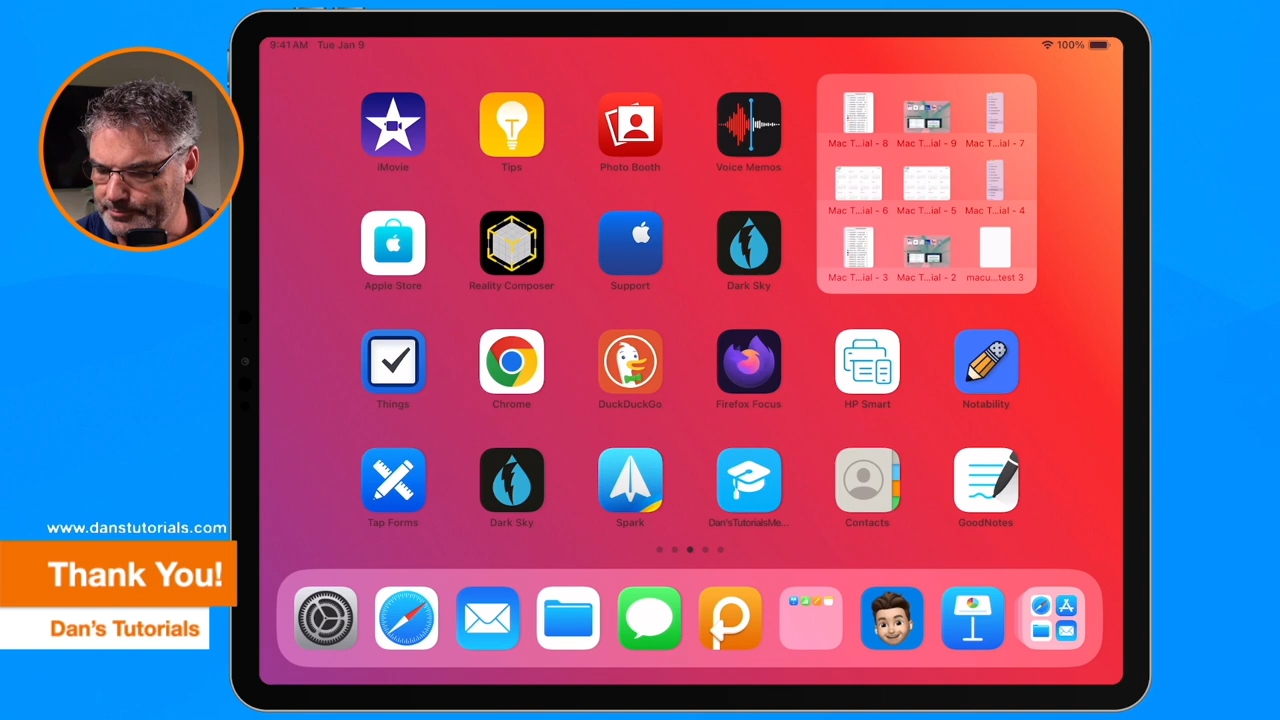 9:41 AM Tue Jan 9
100%
iMovie
Tips
Photo Booth
Voice Memos
Mac T...ial - 8
Mac T...ial - 9
Mac T...ial - 7
Mac T...ial - 6
Mac T...ial - 5
Mac T...ial - 4
Mac T...ial - 3
Mac T...ial - 2
macu...test 3
Apple Store
Reality Composer
Support
Dark Sky
Things
Chrome
DuckDuckGo
Firefox Focus
HP Smart
Notability
Tap Forms
Dark Sky
Spark
Dan'sTutorialsMe...
Contacts
GoodNotes
www.danstutorials.com
Thank You!
Dan's Tutorials